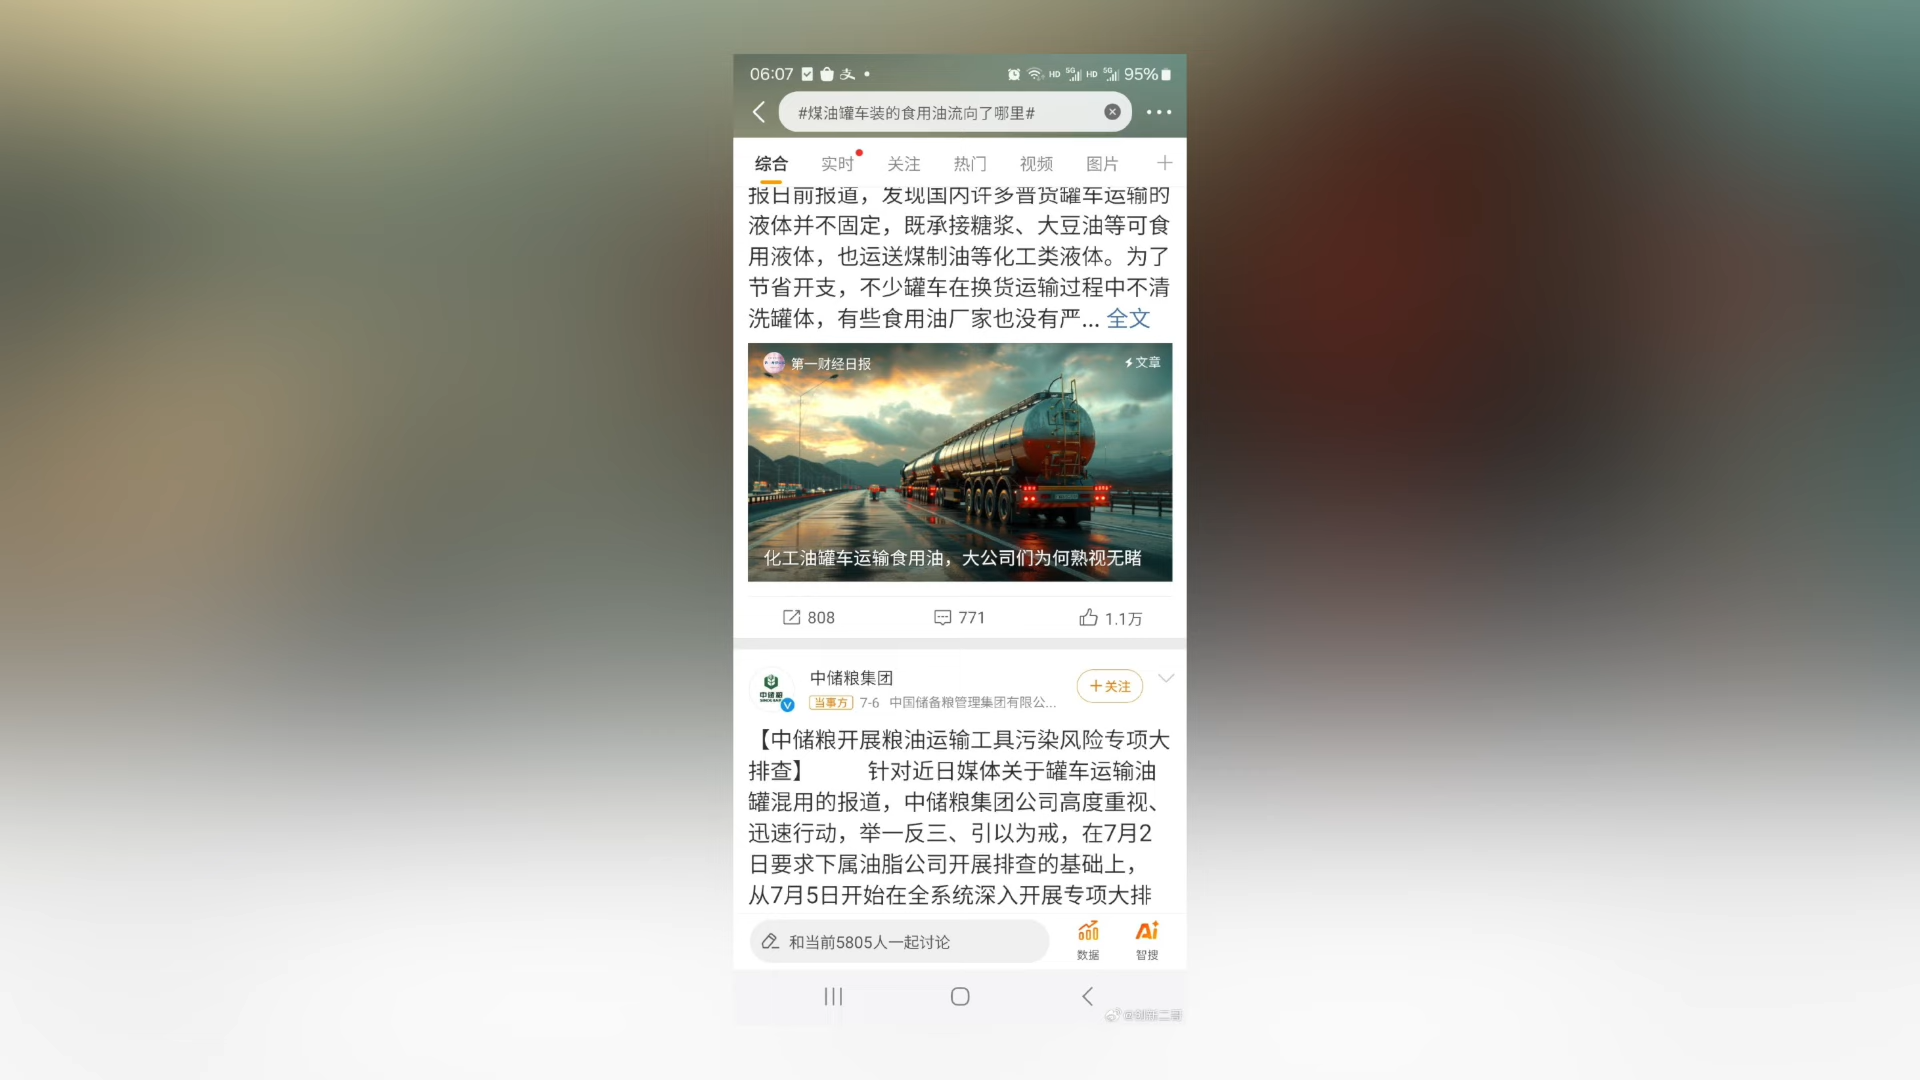 06:07
HD 5G HD 5G 95%
#煤油罐车装的食用油流向了哪里#
综合 实时 关注 热门 视频 图片
报日前报道，发现国内许多普货罐车运输的
液体并不固定，既承接糖浆、大豆油等可食
用液体，也运送煤制油等化工类液体。为了
节省开支，不少罐车在换货运输过程中不清
洗罐体，有些食用油厂家也没有严... 全文
第一财经日报
文章
化工油罐车运输食用油，大公司们为何熟视无睹
808 771 1.1万
中储粮
中储粮集团
当事方 7-6 中国储备粮管理集团有限公...
+关注
【中储粮开展粮油运输工具污染风险专项大
排查】 针对近日媒体关于罐车运输油
罐混用的报道，中储粮集团公司高度重视、
迅速行动，举一反三、引以为戒，在7月2
日要求下属油脂公司开展排查的基础上，
从7月5日开始在全系统深入开展专项大排
和当前5805人一起讨论
数据
Ai
智搜
@创新二哥